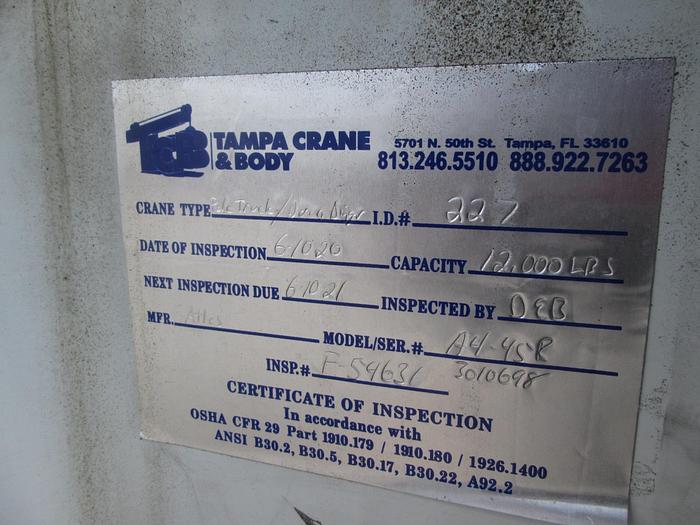 TCB TAMPA CRANE & BODY
5701 N. 50th St. Tampa, FL 33610
813.246.5510 888.922.7263
CRANE TYPE I.D.# 227
DATE OF INSPECTION 6-10-20 CAPACITY 12,000 LBS
NEXT INSPECTION DUE 6-10-21 INSPECTED BY
MFR. MODEL/SER.# A4-45R
INSP.# F-54631 3010698
CERTIFICATE OF INSPECTION
In accordance with
OSHA CFR 29 Part 1910.179 / 1910.180 / 1926.1400
ANSI B30.2, B30.5, B30.17, B30.22, A92.2